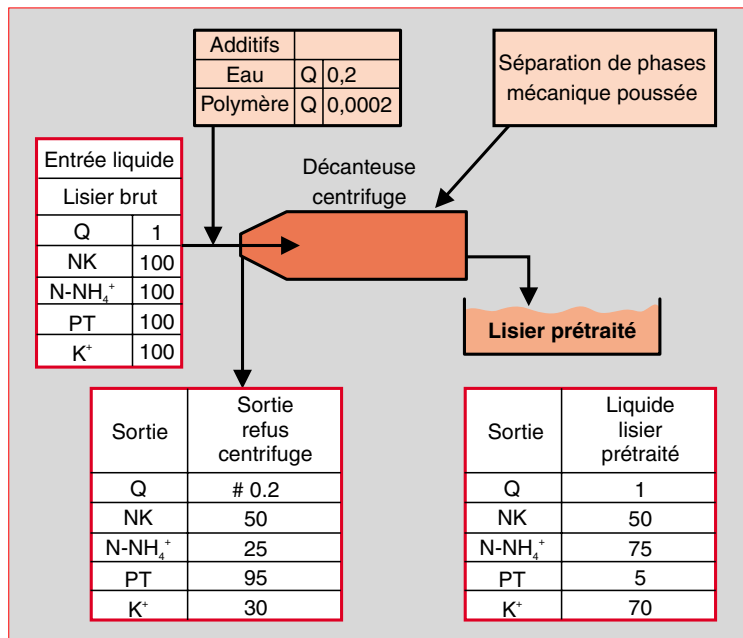 Additifs
Eau Q 0,2
Polymère Q 0,0002
Séparation de phases
mécanique poussée
Entrée liquide
Lisier brut
Q 1
NK 100
N-NH₄⁺ 100
PT 100
K⁺ 100
Décanteuse
centrifuge
Lisier prétraité
Sortie
Sortie
refus
centrifuge
Q # 0.2
NK 50
N-NH₄⁺ 25
PT 95
K⁺ 30
Sortie
Liquide
lisier
prétraité
Q 1
NK 50
N-NH₄⁺ 75
PT 5
K⁺ 70